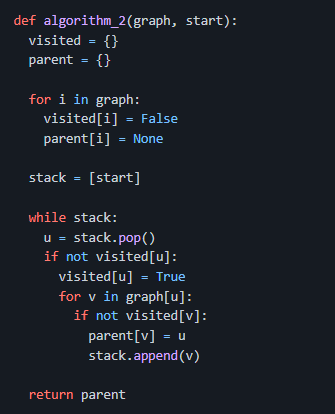 def algorithm_2(graph, start):
  visited = {}
  parent = {}

  for i in graph:
    visited[i] = False
    parent[i] = None

  stack = [start]

  while stack:
    u = stack.pop()
    if not visited[u]:
      visited[u] = True
      for v in graph[u]:
        if not visited[v]:
          parent[v] = u
          stack.append(v)

  return parent